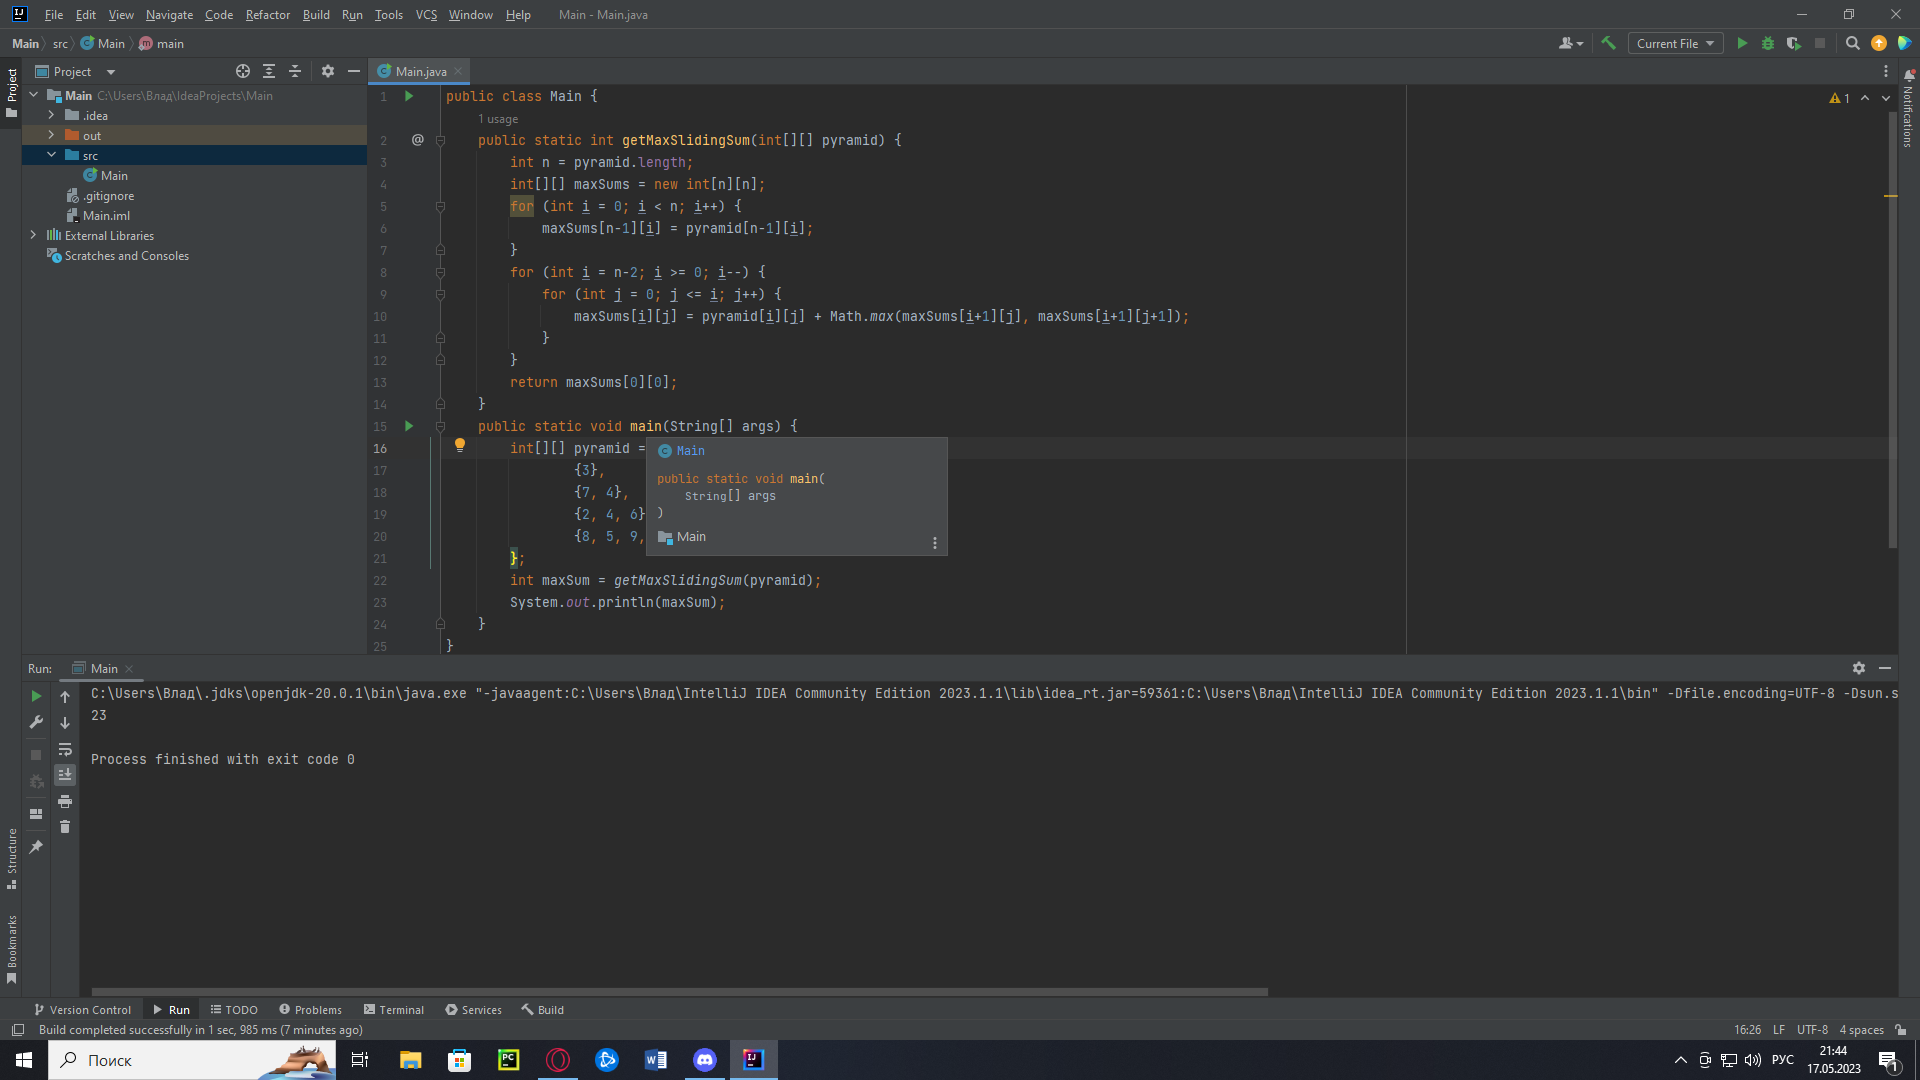 File Edit View Navigate Code Refactor Build Run Tools VCS Window Help Main - Main.java
Main src Main main Current File
Project
Project Main.java
Main C:\Users\Влад\IdeaProjects\Main
.idea
out
src
Main
.gitignore
Main.iml
External Libraries
Scratches and Consoles
1 public class Main {
1 usage
2 @ public static int getMaxSlidingSum(int[][] pyramid) {
3 int n = pyramid.length;
4 int[][] maxSums = new int[n][n];
5 for (int i = 0; i < n; i++) {
6 maxSums[n-1][i] = pyramid[n-1][i];
7 }
8 for (int i = n-2; i >= 0; i--) {
9 for (int j = 0; j <= i; j++) {
10 maxSums[i][j] = pyramid[i][j] + Math.max(maxSums[i+1][j], maxSums[i+1][j+1]);
11 }
12 }
13 return maxSums[0][0];
14 }
15 public static void main(String[] args) {
16 int[][] pyramid =
17 {3},
18 {7, 4},
19 {2, 4, 6}
20 {8, 5, 9,
21 };
22 int maxSum = getMaxSlidingSum(pyramid);
23 System.out.println(maxSum);
24 }
25 }
Main
public static void main(
String[] args
)
Main
1
Notifications
Run: Main
C:\Users\Влад\.jdks\openjdk-20.0.1\bin\java.exe "-javaagent:C:\Users\Влад\IntelliJ IDEA Community Edition 2023.1.1\lib\idea_rt.jar=59361:C:\Users\Влад\IntelliJ IDEA Community Edition 2023.1.1\bin" -Dfile.encoding=UTF-8 -Dsun.s
23
Process finished with exit code 0
Structure
Bookmarks
Version Control Run TODO Problems Terminal Services Build
Build completed successfully in 1 sec, 985 ms (7 minutes ago) 16:26 LF UTF-8 4 spaces
Поиск
РУС
21:44
17.05.2023
1